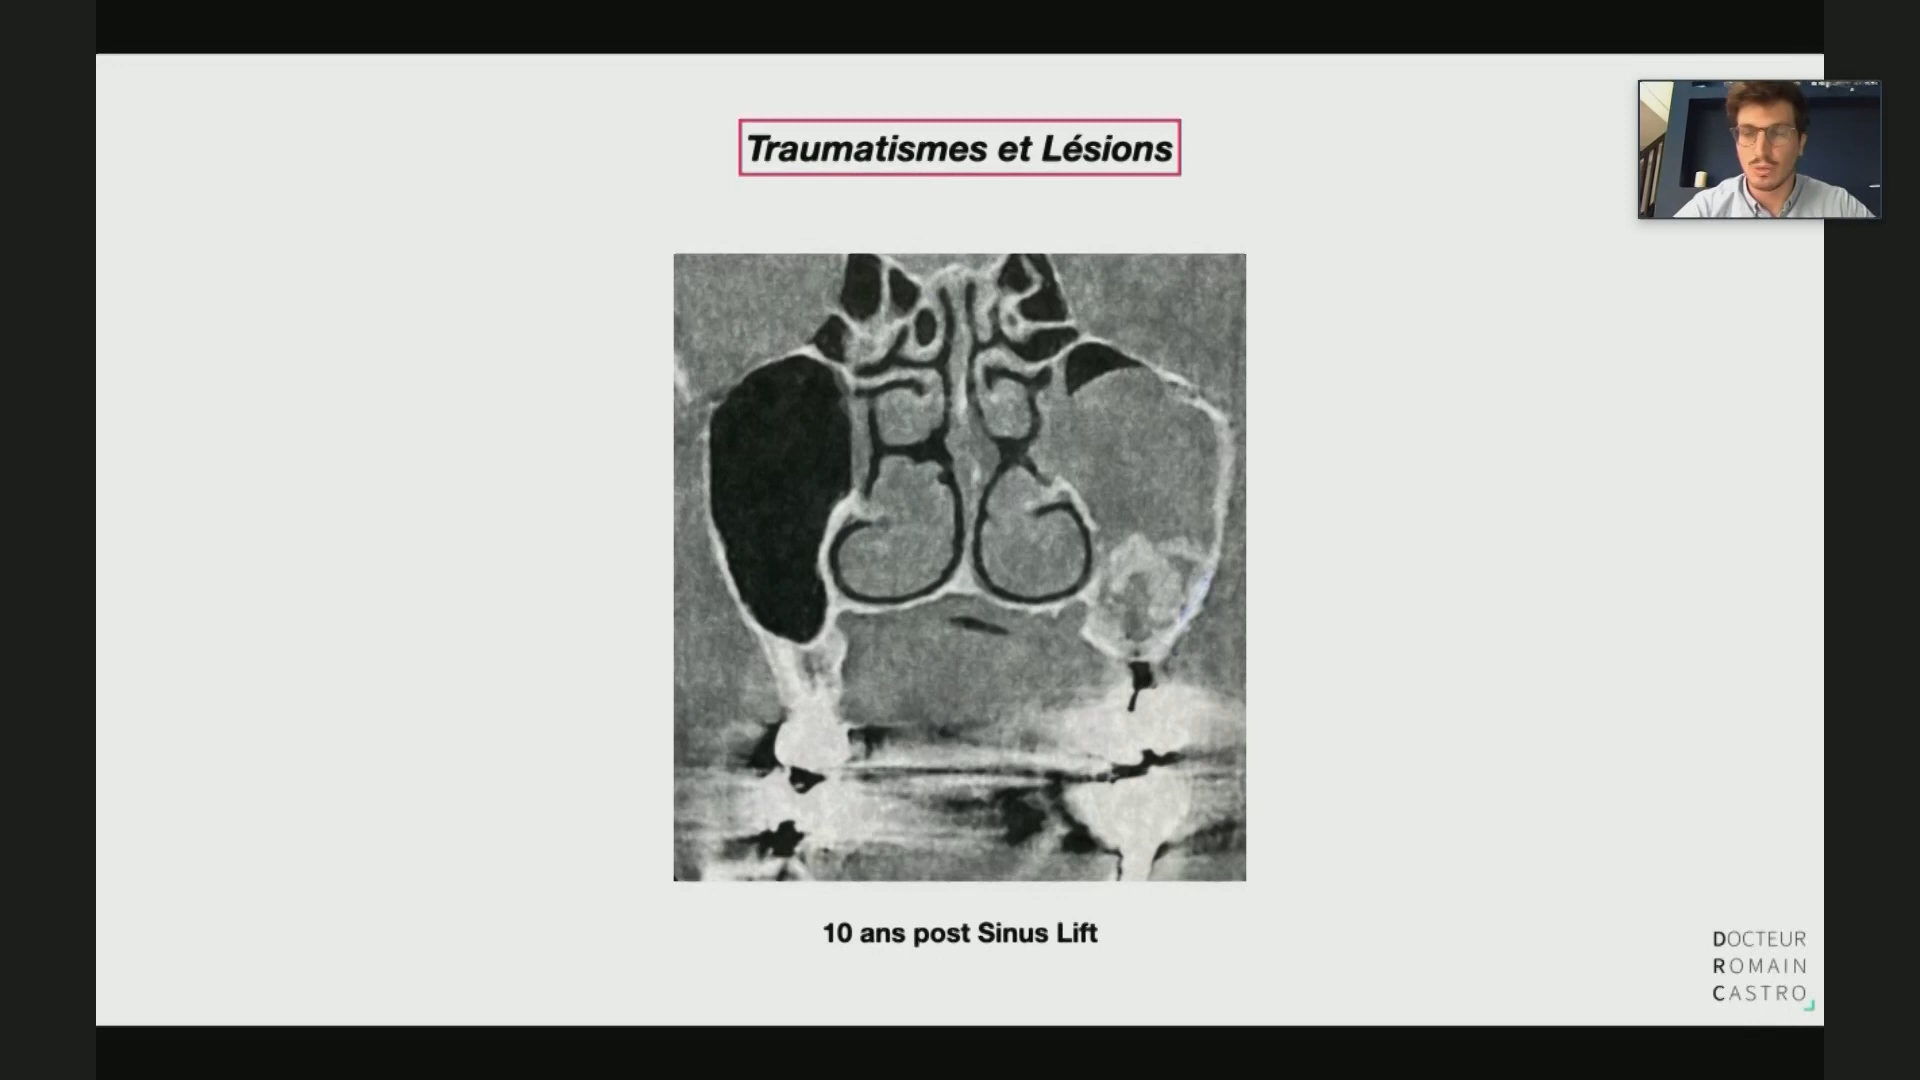 Traumatismes et Lésions
10 ans post Sinus Lift
DOCTEUR
ROMAIN
CASTRO